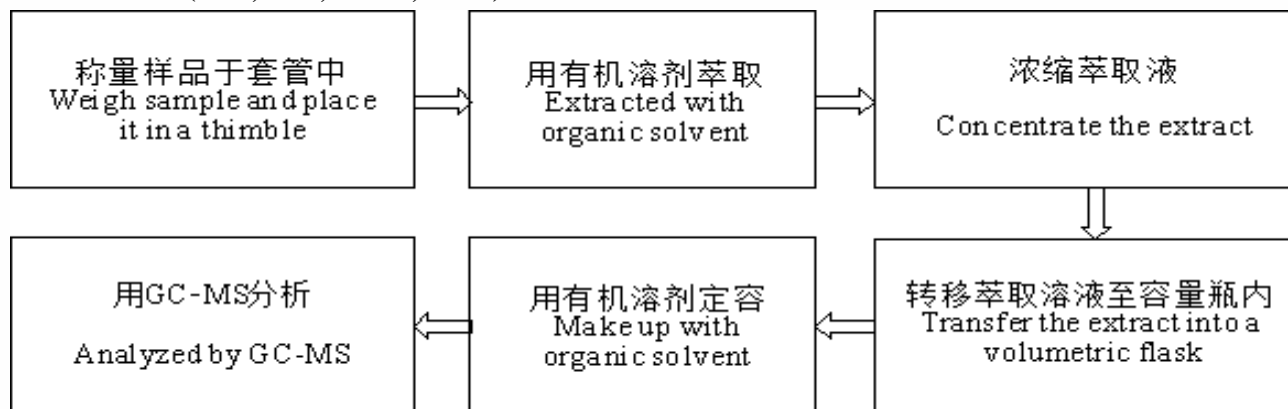 称量样品于套管中
Weigh sample and place
it in a thimble
用有机溶剂萃取
Extracted with
organic solvent
浓缩萃取液
Concentrate the extract
转移萃取溶液至容量瓶内
Transfer the extract into a
volumetric flask
用有机溶剂定容
Make up with
organic solvent
用GC-MS分析
Analyzed by GC-MS